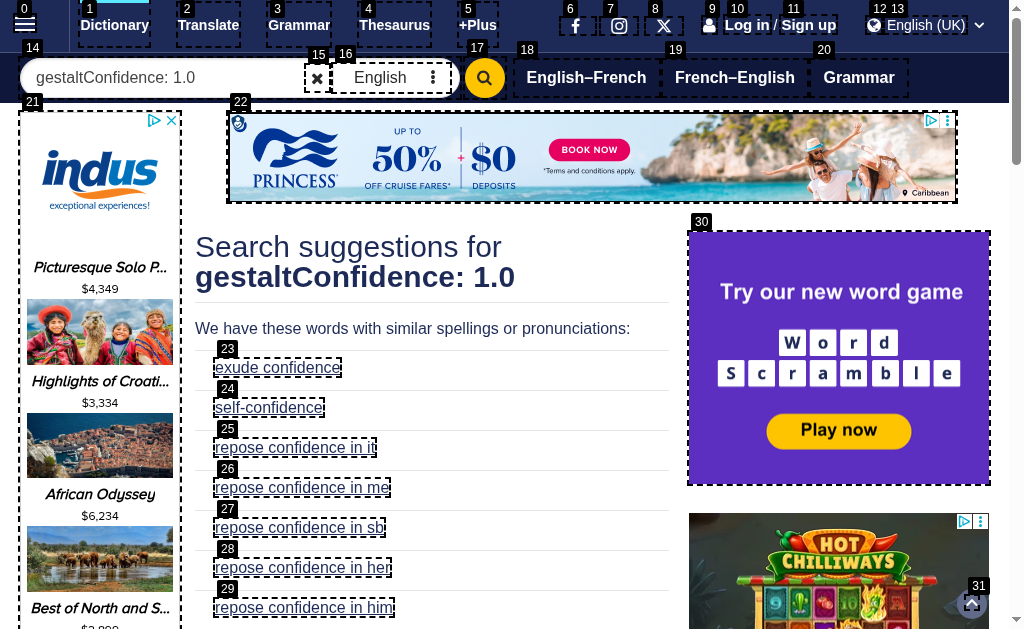 0 1 2 3 4 5 6 7 8 9 10 11 12 13
Dictionary Translate Grammar Thesaurus +Plus Log in / Sign up English (UK)
14 15 16 17 18 19 20
gestaltConfidence: 1.0 English English–French French–English Grammar
21 22
indus
exceptional experiences!
Picturesque Solo P...
$4,349
Highlights of Croati...
$3,334
African Odyssey
$6,234
Best of North and S...
PRINCESS
UP TO
50% + $0
OFF CRUISE FARES* DEPOSITS
BOOK NOW
*Terms and conditions apply.
Caribbean
Search suggestions for
gestaltConfidence: 1.0
We have these words with similar spellings or pronunciations:
23
exude confidence
24
self-confidence
25
repose confidence in it
26
repose confidence in me
27
repose confidence in sb
28
repose confidence in her
29
repose confidence in him
30
Try our new word game
Word
Scramble
Play now
HOT
CHILLIWAYS
9 10 A
31